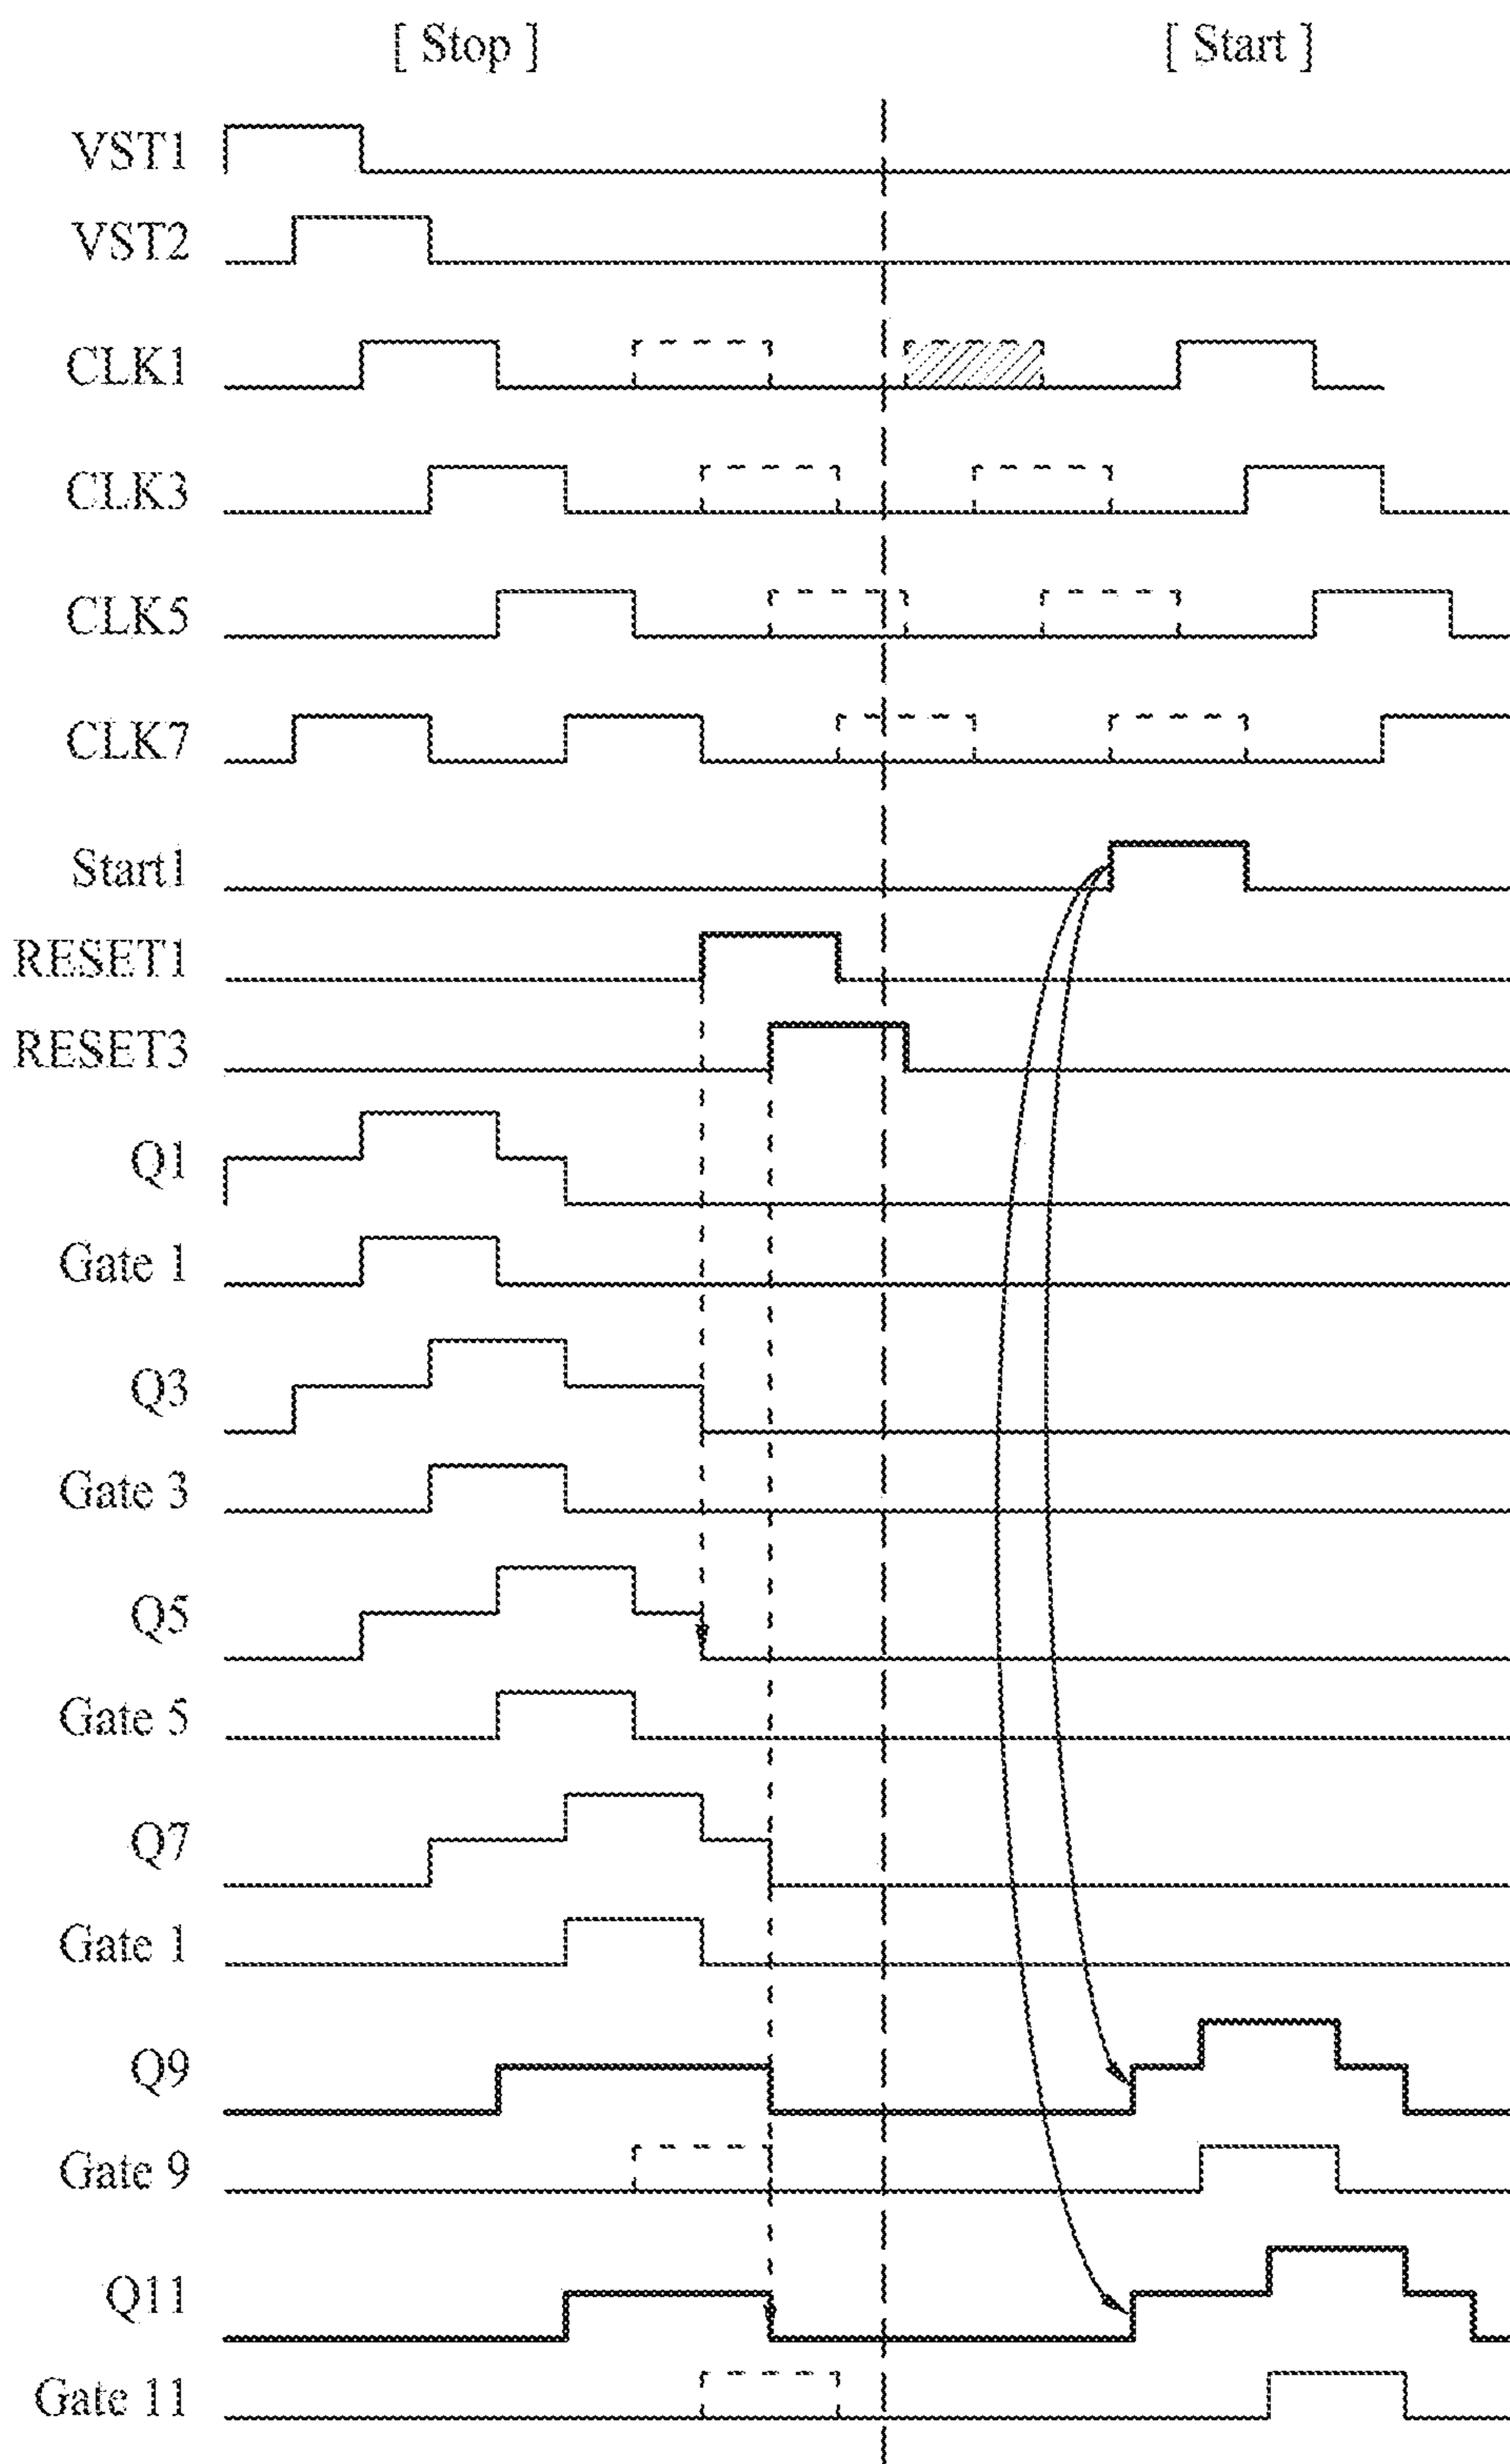 [ Stop ] [ Start ]
VST1
VST2
CLK1
CLK3
CLK5
CLK7
Start1
RESET1
RESET3
Q1
Gate 1
Q3
Gate 3
Q5
Gate 5
Q7
Gate 1
Q9
Gate 9
Q11
Gate 11